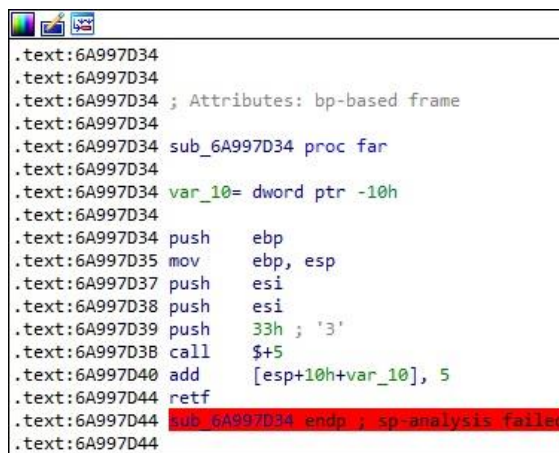 .text:6A997D34
.text:6A997D34
.text:6A997D34 ; Attributes: bp-based frame
.text:6A997D34
.text:6A997D34 sub_6A997D34 proc far
.text:6A997D34
.text:6A997D34 var_10= dword ptr -10h
.text:6A997D34
.text:6A997D34 push ebp
.text:6A997D35 mov ebp, esp
.text:6A997D37 push esi
.text:6A997D38 push esi
.text:6A997D39 push 33h ; '3'
.text:6A997D3B call $+5
.text:6A997D40 add [esp+10h+var_10], 5
.text:6A997D44 retf
.text:6A997D44 sub_6A997D34 endp ; sp-analysis failed
.text:6A997D44